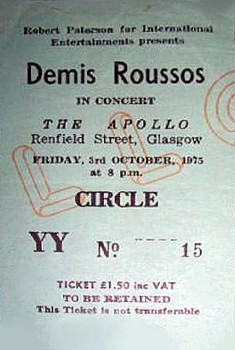 Robert Paterson for International
Entertainments presents
Demis Roussos
IN CONCERT
THE APOLLO
Renfield Street, Glasgow
FRIDAY, 3rd OCTOBER, 1975
at 8 p.m.
CIRCLE
YY No ---- 15
TICKET £1.50 inc VAT
TO BE RETAINED
This Ticket is not transferable